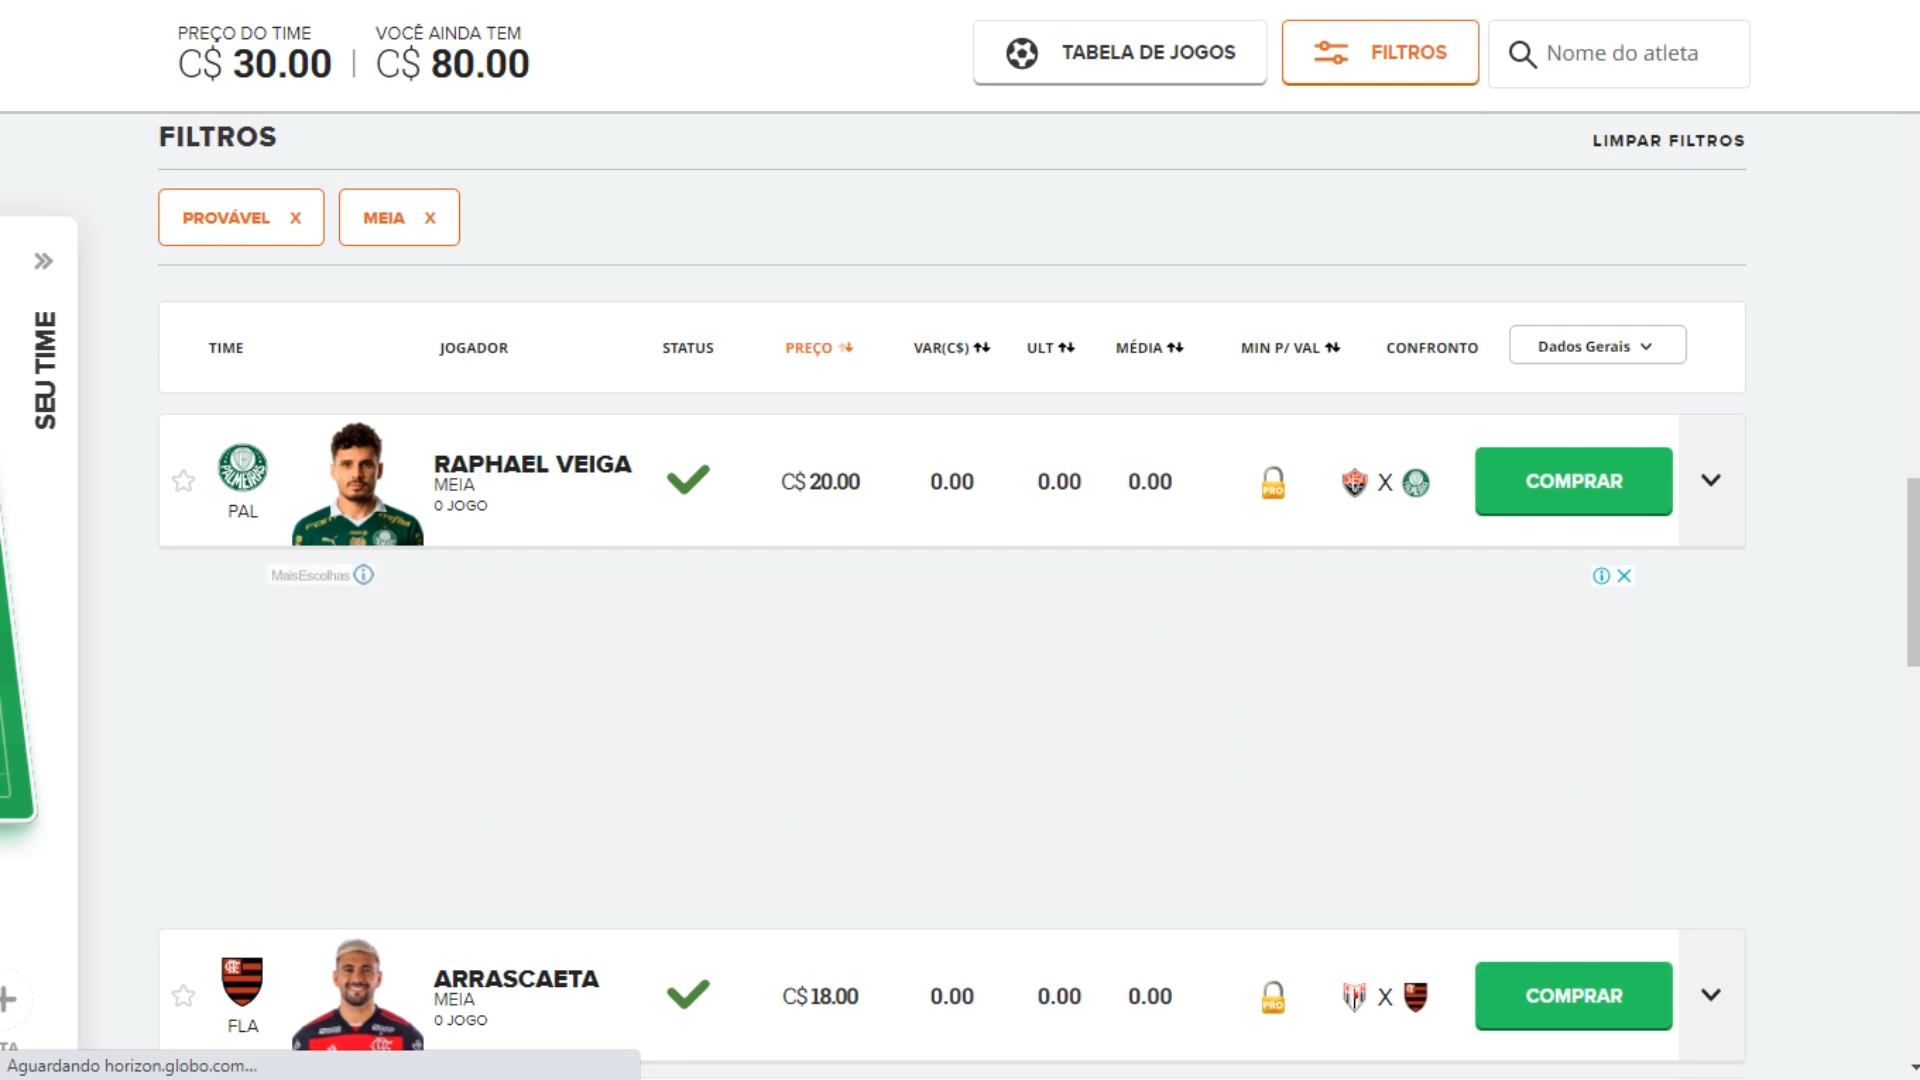 PREÇO DO TIME
C$ 30.00
VOCÊ AINDA TEM
C$ 80.00
TABELA DE JOGOS
FILTROS
Nome do atleta
FILTROS
LIMPAR FILTROS
PROVÁVEL X
MEIA X
SEU TIME
TIME JOGADOR STATUS PREÇO VAR(C$) ULT MÉDIA MIN P/ VAL CONFRONTO Dados Gerais
PAL
RAPHAEL VEIGA
MEIA
0 JOGO
C$ 20.00 0.00 0.00 0.00 PRO X COMPRAR
MaisEscolhas
FLA
ARRASCAETA
MEIA
0 JOGO
C$ 18.00 0.00 0.00 0.00 PRO X COMPRAR
TA
Aguardando horizon.globo.com...